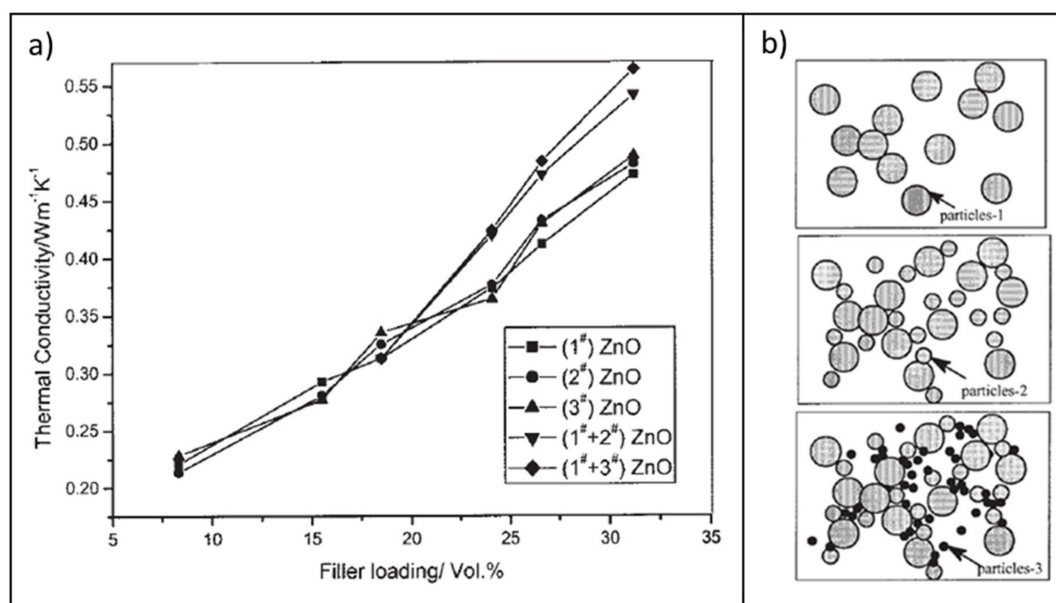 a)
Thermal Conductivity/Wm⁻¹K⁻¹
0.55
0.50
0.45
0.40
0.35
0.30
0.25
0.20
5
10
15
20
25
30
35
Filler loading/ Vol.%
(1#) ZnO
(2#) ZnO
(3#) ZnO
(1#+2#) ZnO
(1#+3#) ZnO
b)
particles-1
particles-2
particles-3